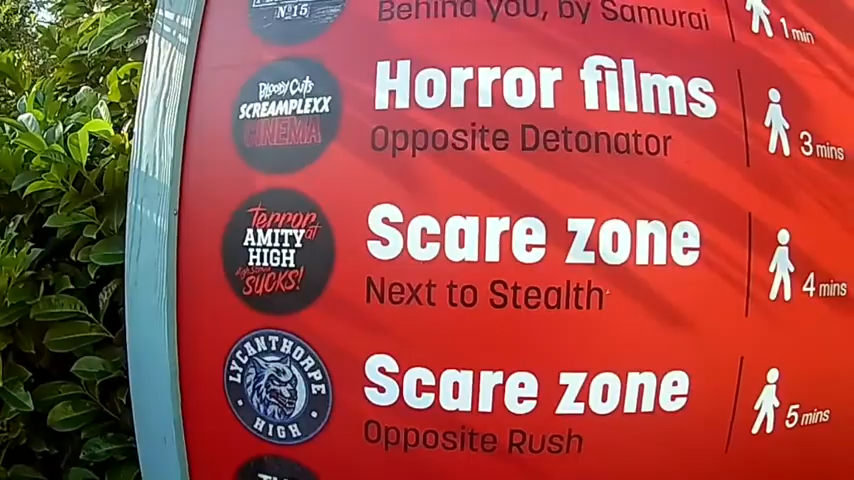 Nº15
Behind you, by Samurai
1 min
BLOODY CUTS
SCREAMPLEXX
CINEMA
Horror films
Opposite Detonator
3 mins
Terror at
AMITY
HIGH
SUCKS!
Scare zone
Next to Stealth
4 mins
LYCANTHORPE
HIGH
Scare zone
Opposite Rush
5 mins